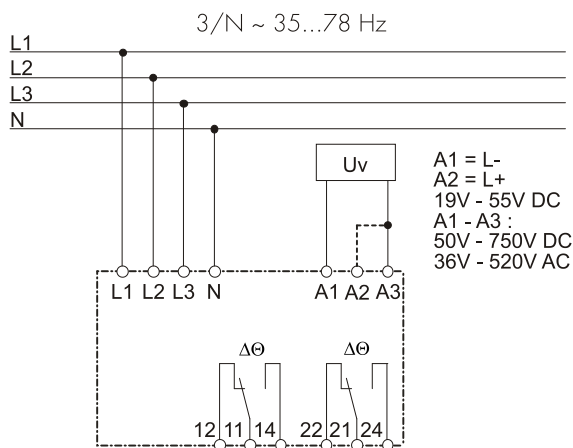 3/N ~ 35...78 Hz
L1
L2
L3
N
Uv
A1 = L-
A2 = L+
19V - 55V DC
A1 - A3 :
50V - 750V DC
36V - 520V AC
L1 L2 L3 N A1 A2 A3
ΔΘ ΔΘ
12 11 14 22 21 24